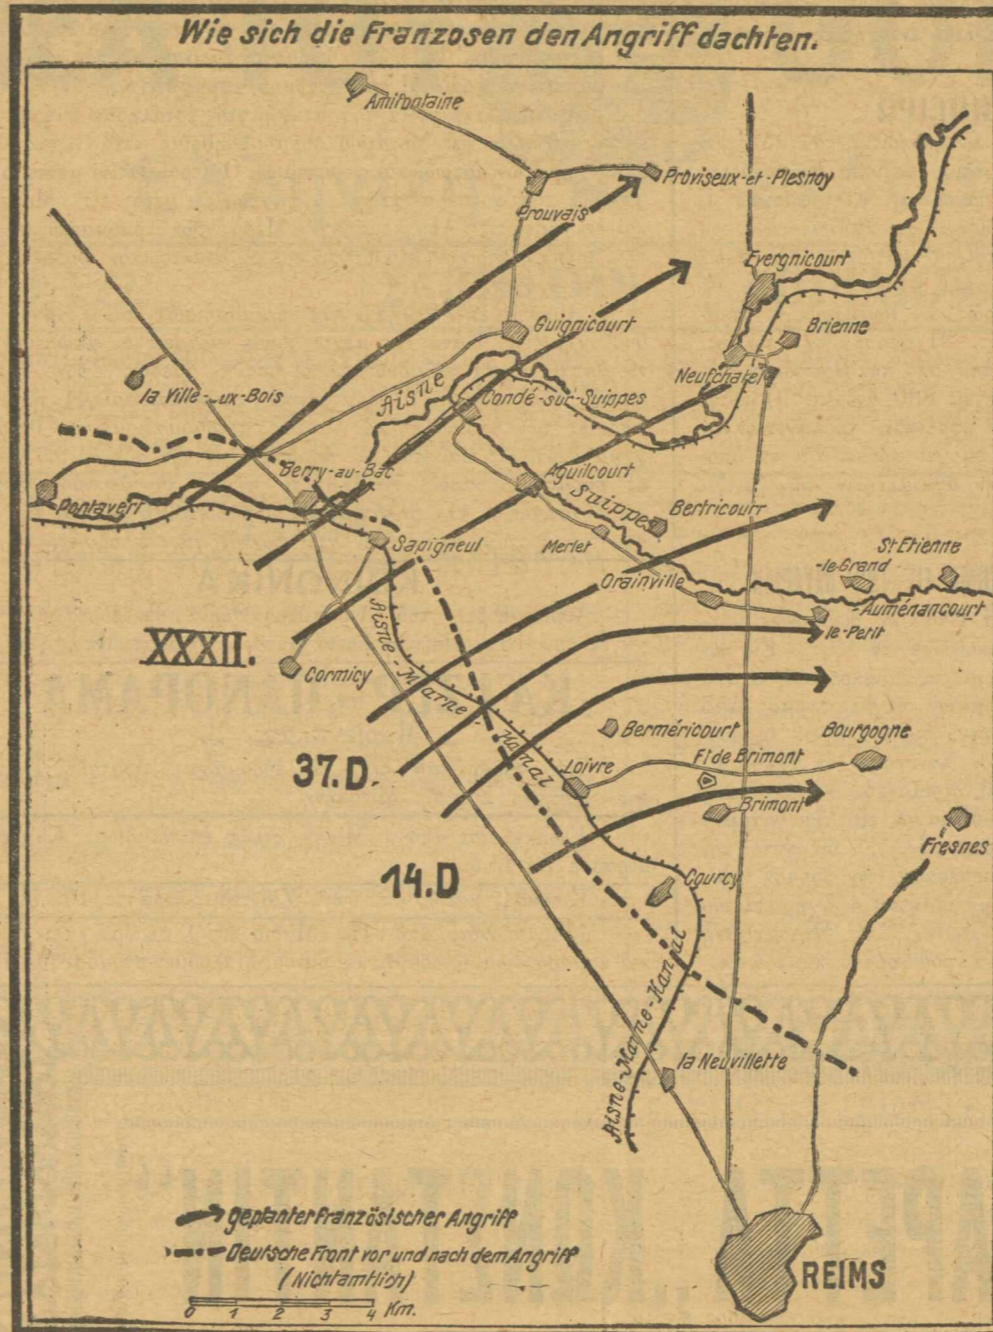 Wie sich die Franzosen den Angriff dachten.
Amifontaine
Proviseux-et-Plesnoy
Prouvais
Evergnicourt
Guignicourt
Brienne
Neufchatel
la Ville-aux-Bois
Aisne
Condé-sur-Suippes
Berry-au-Bac
Aguilcourt
Pontavert
Suippes
Bertricourt
Sapigneul
Merlet
St Etienne
-le-Grand
Orainville
-Auménancourt
le-Petit
XXXII.
Cormicy
Aisne-Marne-Kanal
Berméricourt
Bourgogne
37.D.
Loivre
Ft de Brimont
Brimont
Fresnes
14.D
Courcy
Aisne-Marne-Kanal
la Neuvillette
geplanter französischer Angriff
Deutsche Front vor und nach dem Angriff
(Nichtamtlich)
0 1 2 3 4 Km.
REIMS